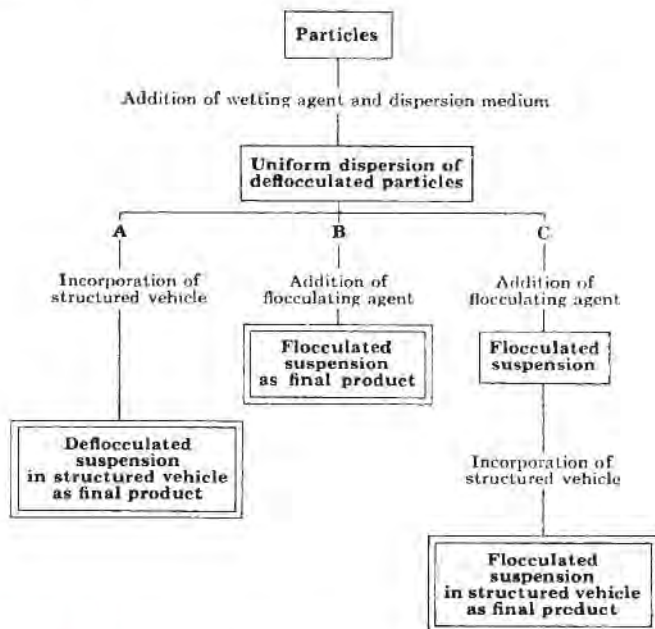 Particles
Addition of wetting agent and dispersion medium
Uniform dispersion of
deflocculated particles
A
B
C
Incorporation of
structured vehicle
Addition of
flocculating agent
Addition of
flocculating agent
Flocculated
suspension
as final product
Flocculated
suspension
Deflocculated
suspension
in structured vehicle
as final product
Incorporation of
structured vehicle
Flocculated
suspension
in structured vehicle
as final product